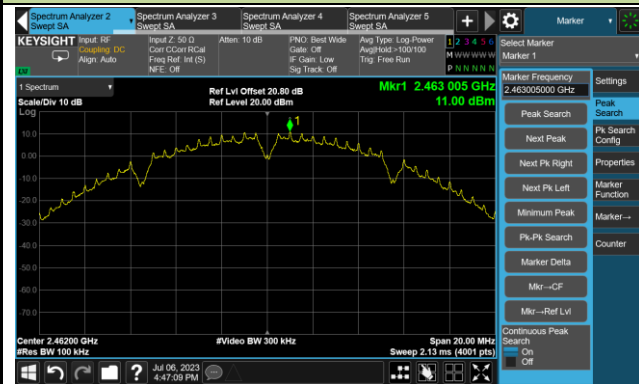 Spectrum Analyzer 2
Swept SA
Spectrum Analyzer 3
Swept SA
Spectrum Analyzer 4
Swept SA
Spectrum Analyzer 5
Swept SA
+
Marker
KEYSIGHT
Input: RF
Coupling: DC
Align: Auto
Input Z: 50 Ω
Corr CCorr RCal
Freq Ref: Int (S)
NFE: Off
Atten: 10 dB
PNO: Best Wide
Gate: Off
IF Gain: Low
Sig Track: Off
Avg Type: Log-Power
Avg|Hold:>100/100
Trig: Free Run
1 2 3 4 5 6
M W W W W W
P N N N N N
LXI
Select Marker
Marker 1
1 Spectrum
Scale/Div 10 dB
Log
Ref Lvl Offset 20.80 dB
Ref Level 20.00 dBm
Mkr1 2.463 005 GHz
11.00 dBm
1
10.0
0.00
-10.0
-20.0
-30.0
-40.0
-50.0
-60.0
-70.0
Center 2.46200 GHz
#Res BW 100 kHz
#Video BW 300 kHz
Span 20.00 MHz
Sweep 2.13 ms (4001 pts)
Marker Frequency
2.463005000 GHz
Peak Search
Next Peak
Next Pk Right
Next Pk Left
Minimum Peak
Pk-Pk Search
Marker Delta
Mkr→CF
Mkr→Ref Lvl
Continuous Peak
Search
On
Off
Settings
Peak
Search
Pk Search
Config
Properties
Marker
Function
Marker→
Counter
?
Jul 06, 2023
4:47:09 PM